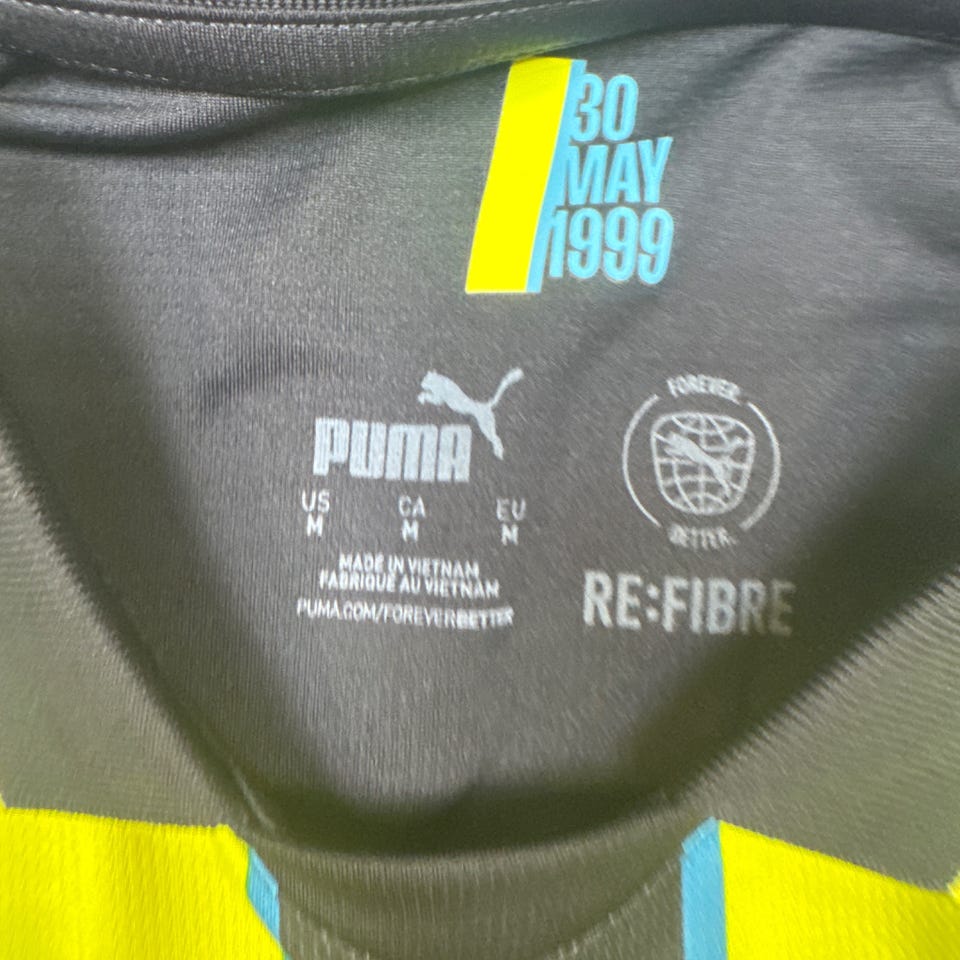 30
MAY
1999
PUMA
US CA EU
M M M
MADE IN VIETNAM
FABRIQUÉ AU VIETNAM
PUMA.COM/FOREVERBETTER
FOREVER.
BETTER.
RE:FIBRE